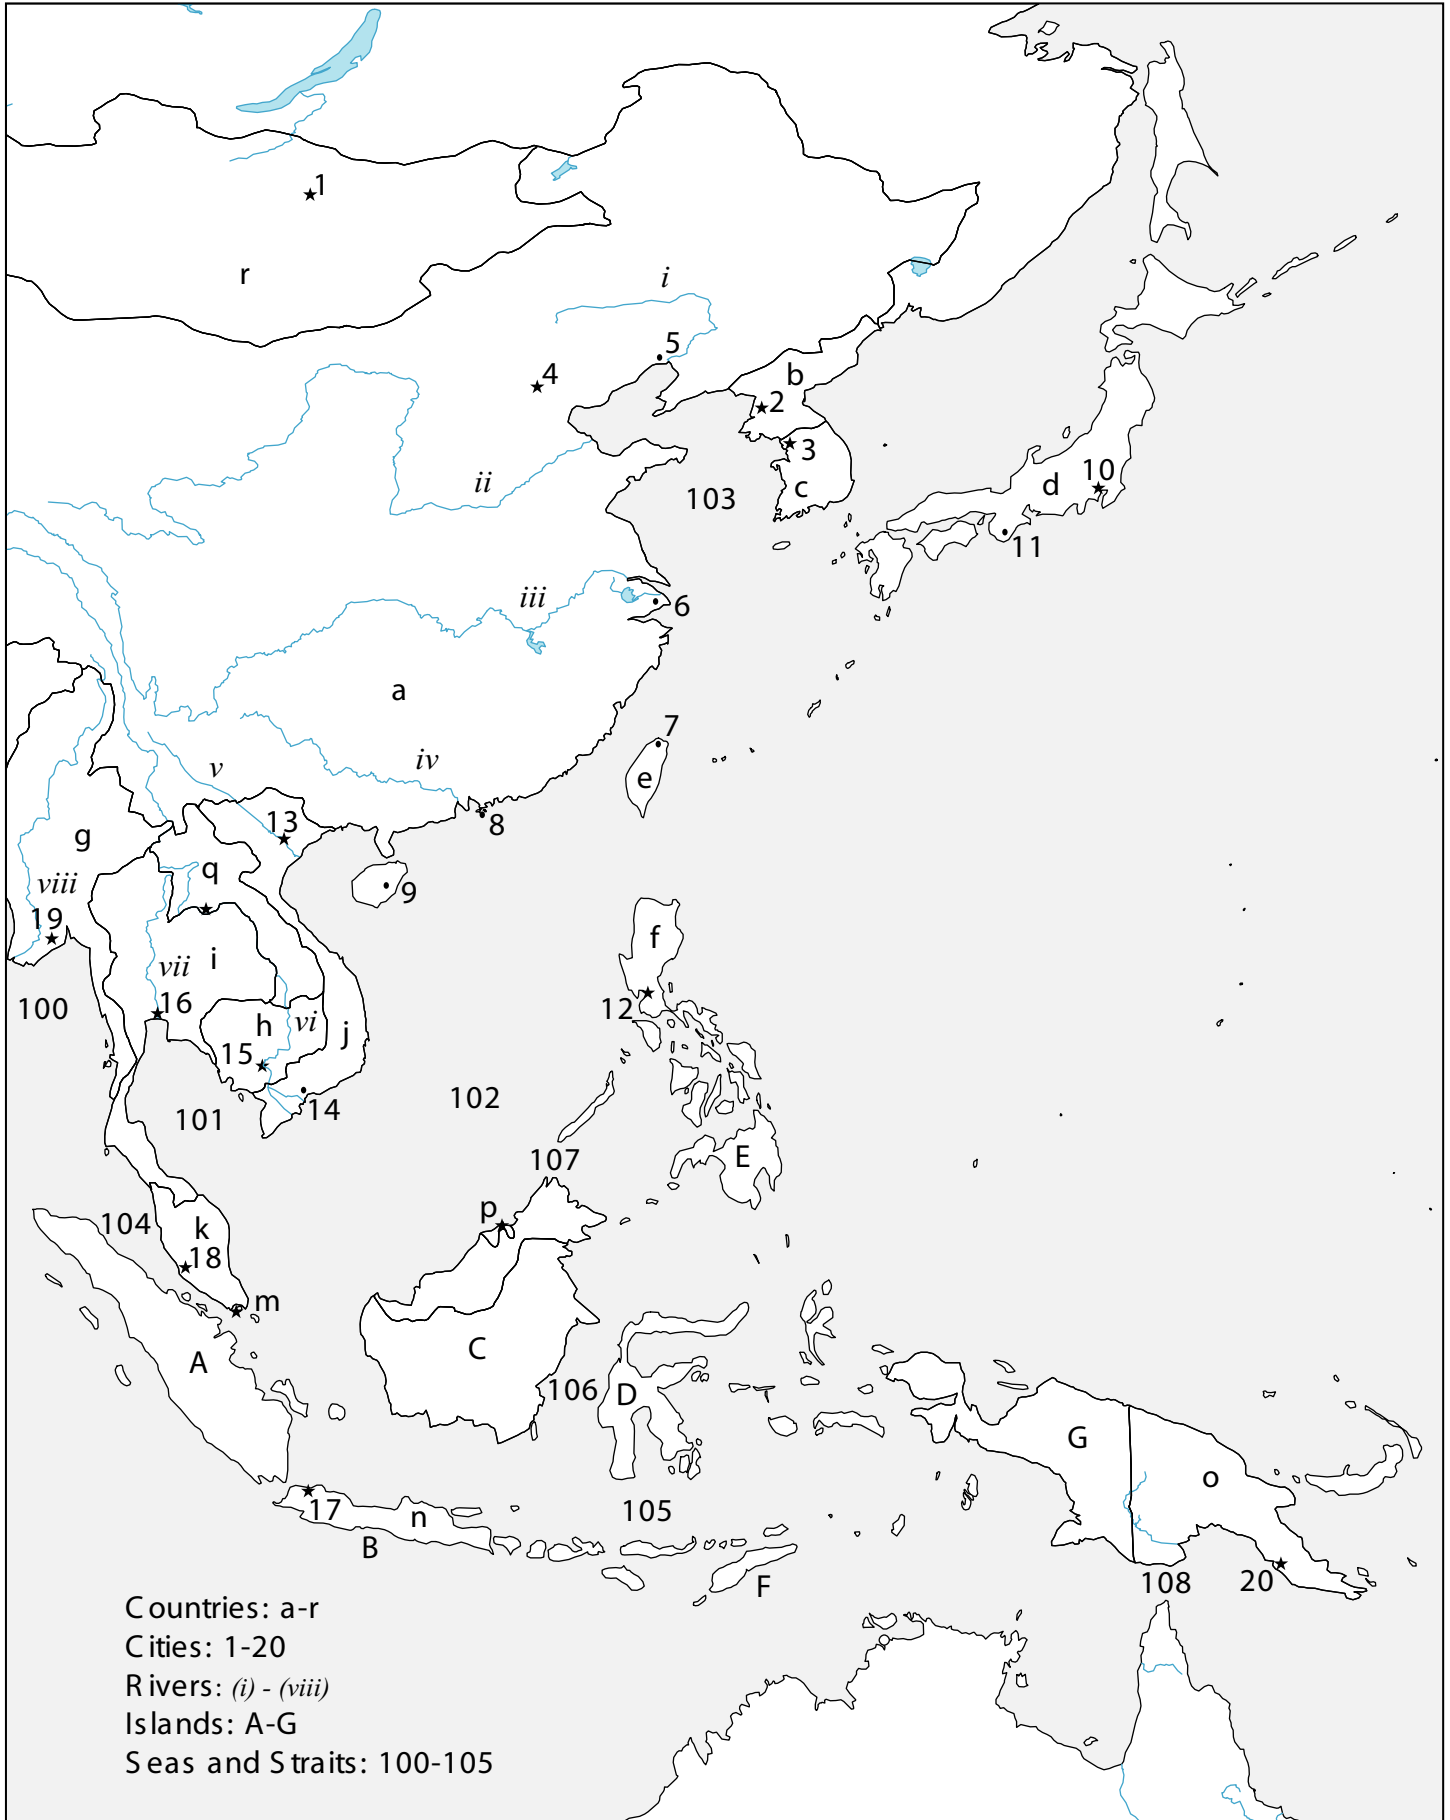 1
r
i
5
4
b
2
3
10
ii
c
d
103
11
iii
6
a
7
iv
v
e
8
13
g
q
viii
9
19
f
vii
i
100
16
12
h
vi
j
15
102
101
14
107
E
p
104
k
18
m
C
A
106
D
G
o
105
17
n
B
F
108
20
Countries: a-r
Cities: 1-20
Rivers: (i) - (viii)
Islands: A-G
Seas and Straits: 100-105